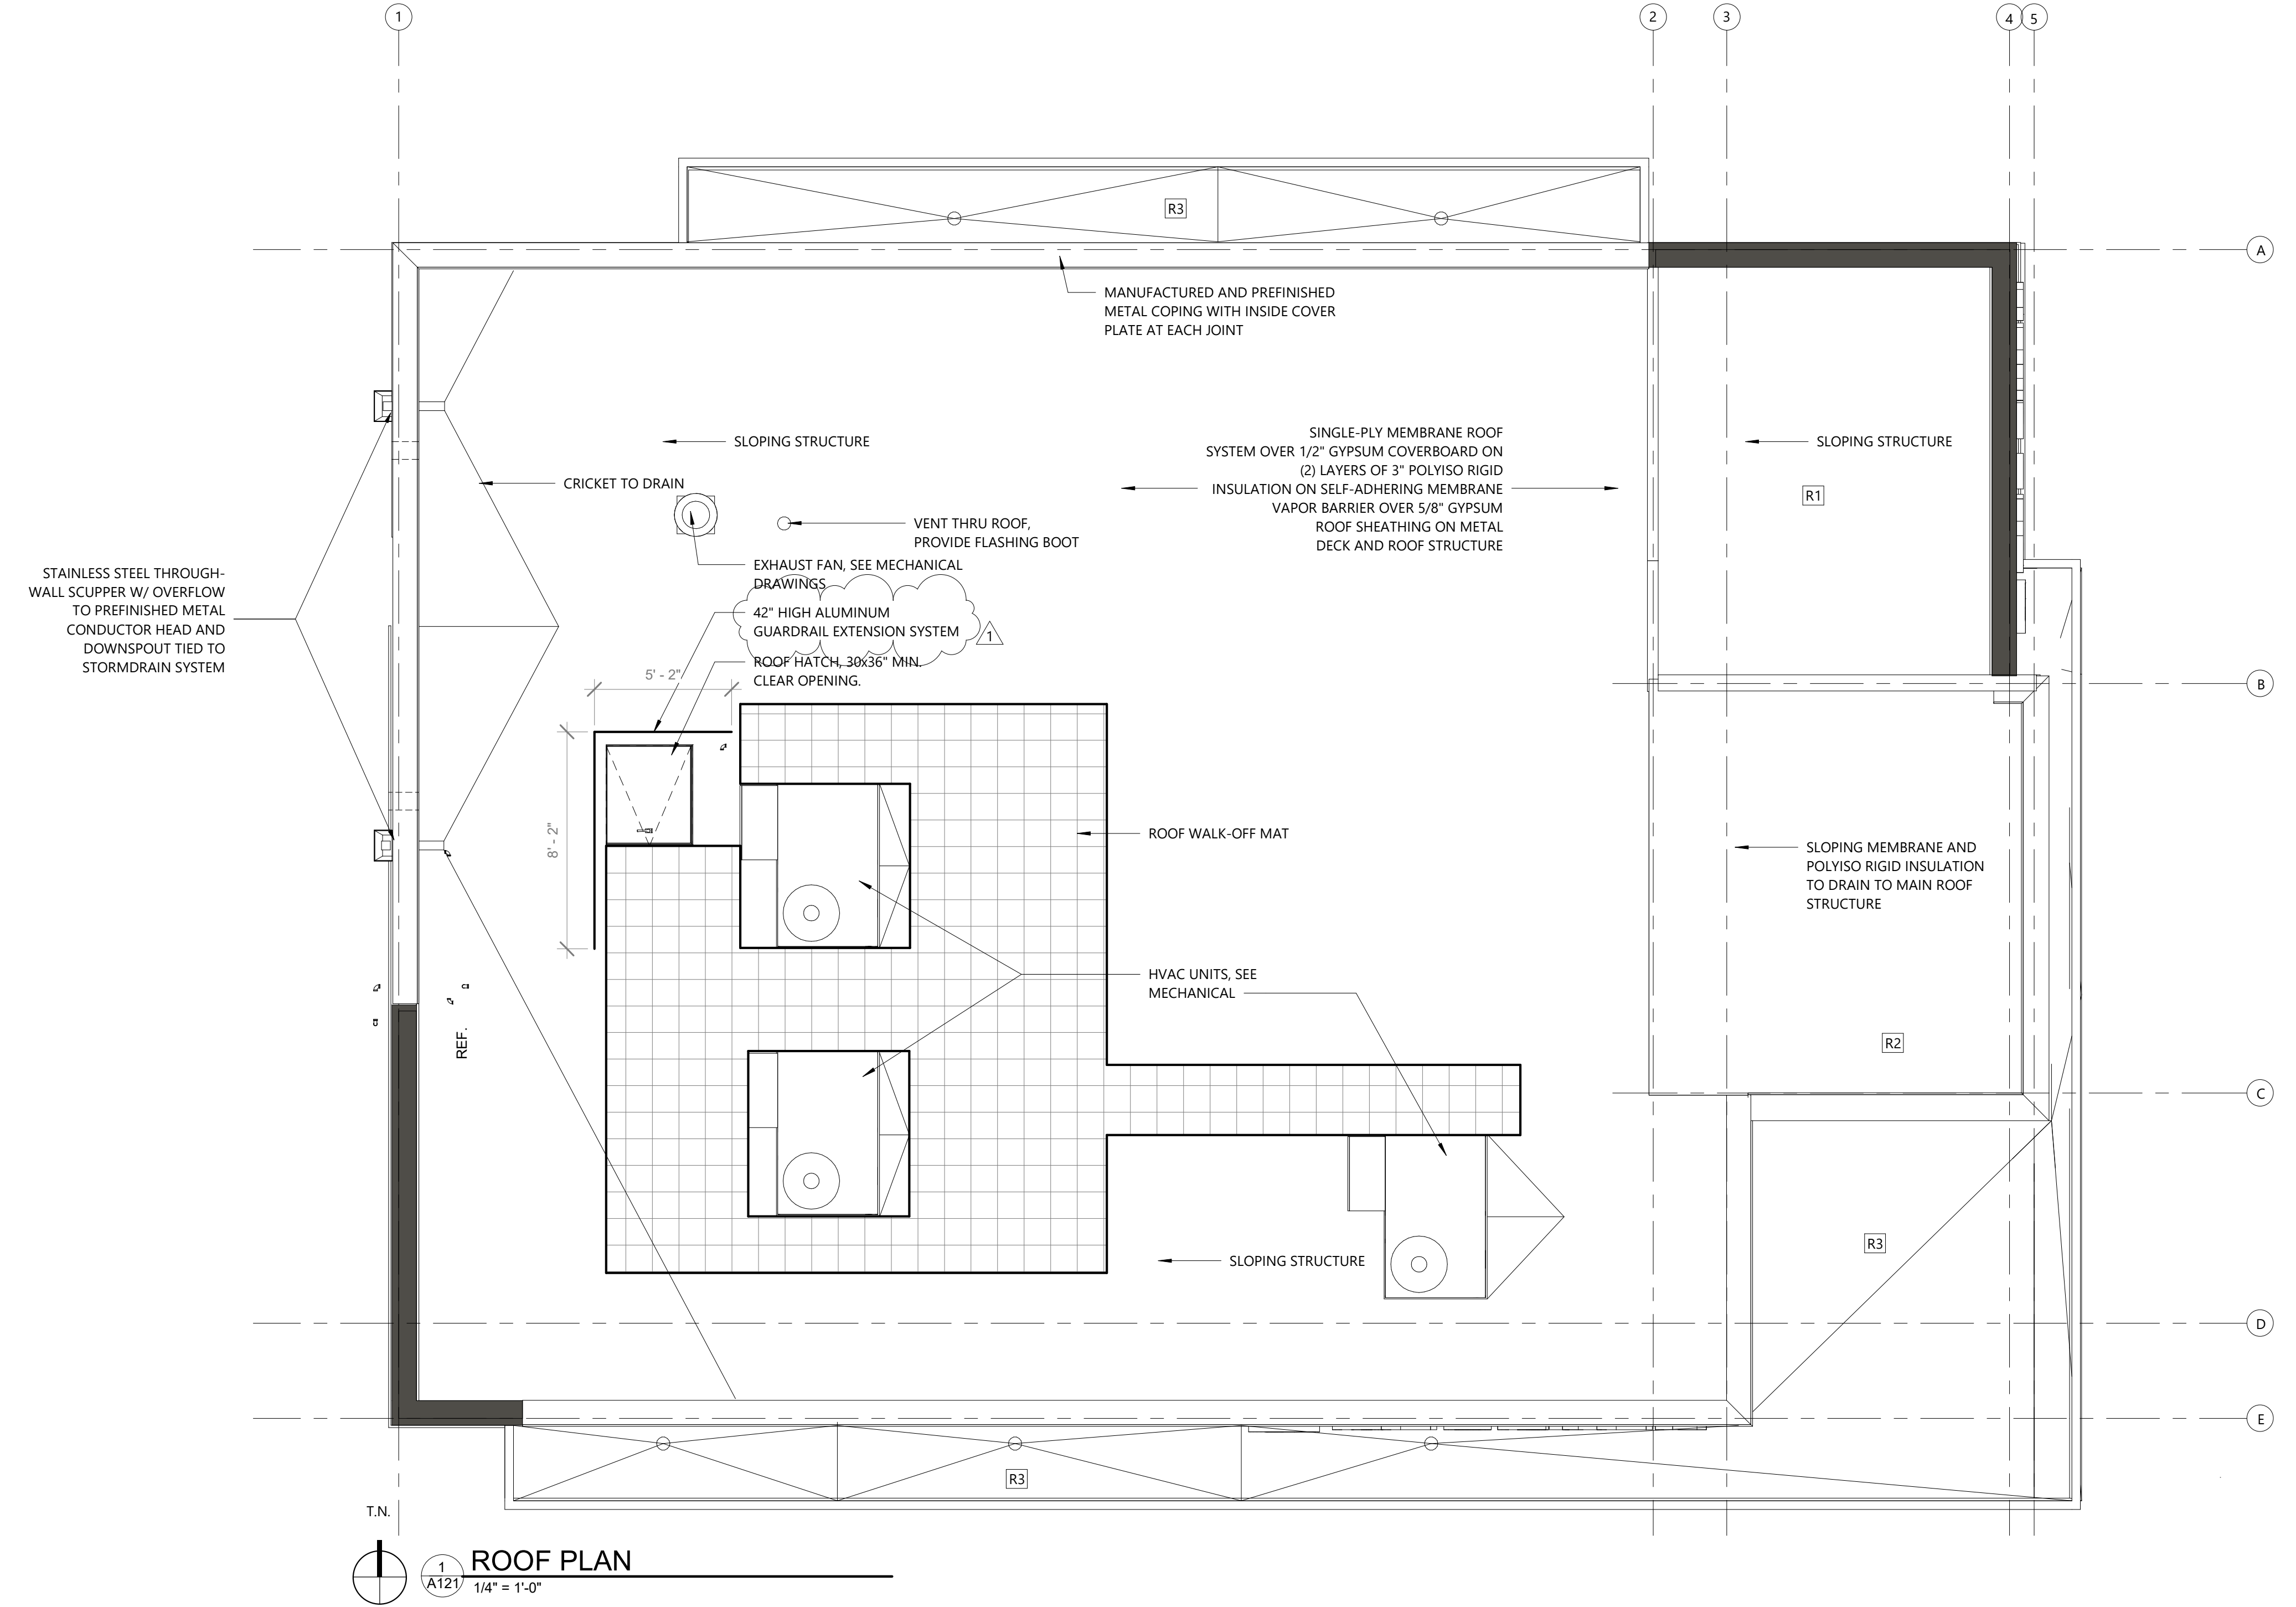 1
2
3
4
5
R3
A
MANUFACTURED AND PREFINISHED
METAL COPING WITH INSIDE COVER
PLATE AT EACH JOINT
SLOPING STRUCTURE
CRICKET TO DRAIN
VENT THRU ROOF,
PROVIDE FLASHING BOOT
EXHAUST FAN, SEE MECHANICAL
DRAWINGS
42" HIGH ALUMINUM
GUARDRAIL EXTENSION SYSTEM
1
ROOF HATCH, 30x36" MIN.
CLEAR OPENING.
SINGLE-PLY MEMBRANE ROOF
SYSTEM OVER 1/2" GYPSUM COVERBOARD ON
(2) LAYERS OF 3" POLYISO RIGID
INSULATION ON SELF-ADHERING MEMBRANE
VAPOR BARRIER OVER 5/8" GYPSUM
ROOF SHEATHING ON METAL
DECK AND ROOF STRUCTURE
SLOPING STRUCTURE
R1
STAINLESS STEEL THROUGH-
WALL SCUPPER W/ OVERFLOW
TO PREFINISHED METAL
CONDUCTOR HEAD AND
DOWNSPOUT TIED TO
STORMDRAIN SYSTEM
5' - 2"
8' - 2"
B
ROOF WALK-OFF MAT
SLOPING MEMBRANE AND
POLYISO RIGID INSULATION
TO DRAIN TO MAIN ROOF
STRUCTURE
HVAC UNITS, SEE
MECHANICAL
REF.
R2
C
R3
SLOPING STRUCTURE
D
E
R3
T.N.
1
A121
ROOF PLAN
1/4" = 1'-0"